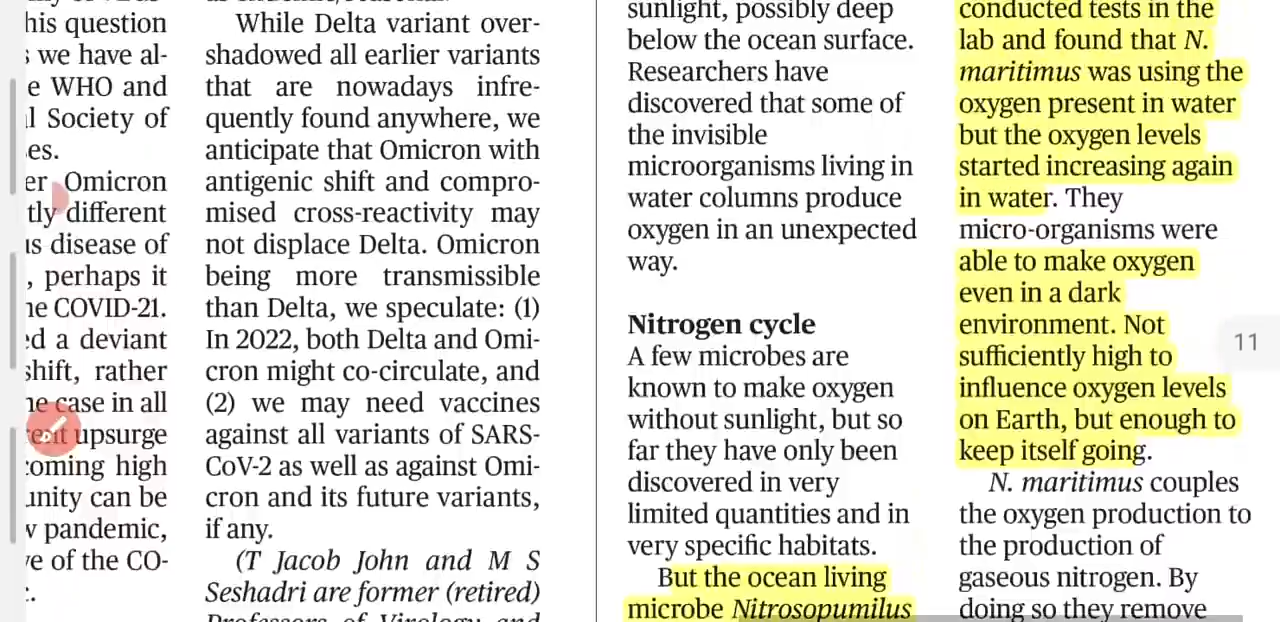 his question
we have al-
e WHO and
l Society of
es.
er Omicron
tly different
us disease of
, perhaps it
ne COVID-21.
ed a deviant
shift, rather
he case in all
upsurge
coming high
unity can be
w pandemic,
ve of the CO-
While Delta variant over-
shadowed all earlier variants
that are nowadays infre-
quently found anywhere, we
anticipate that Omicron with
antigenic shift and compro-
mised cross-reactivity may
not displace Delta. Omicron
being more transmissible
than Delta, we speculate: (1)
In 2022, both Delta and Omi-
cron might co-circulate, and
(2) we may need vaccines
against all variants of SARS-
CoV-2 as well as against Omi-
cron and its future variants,
if any.
(T Jacob John and M S
Seshadri are former (retired)
Professors of Virology and
sunlight, possibly deep
below the ocean surface.
Researchers have
discovered that some of
the invisible
microorganisms living in
water columns produce
oxygen in an unexpected
way.
Nitrogen cycle
A few microbes are
known to make oxygen
without sunlight, but so
far they have only been
discovered in very
limited quantities and in
very specific habitats.
But the ocean living
microbe Nitrosopumilus
conducted tests in the
lab and found that N.
maritimus was using the
oxygen present in water
but the oxygen levels
started increasing again
in water. They
micro-organisms were
able to make oxygen
even in a dark
environment. Not
sufficiently high to
influence oxygen levels
on Earth, but enough to
keep itself going.
N. maritimus couples
the oxygen production to
the production of
gaseous nitrogen. By
doing so they remove
11